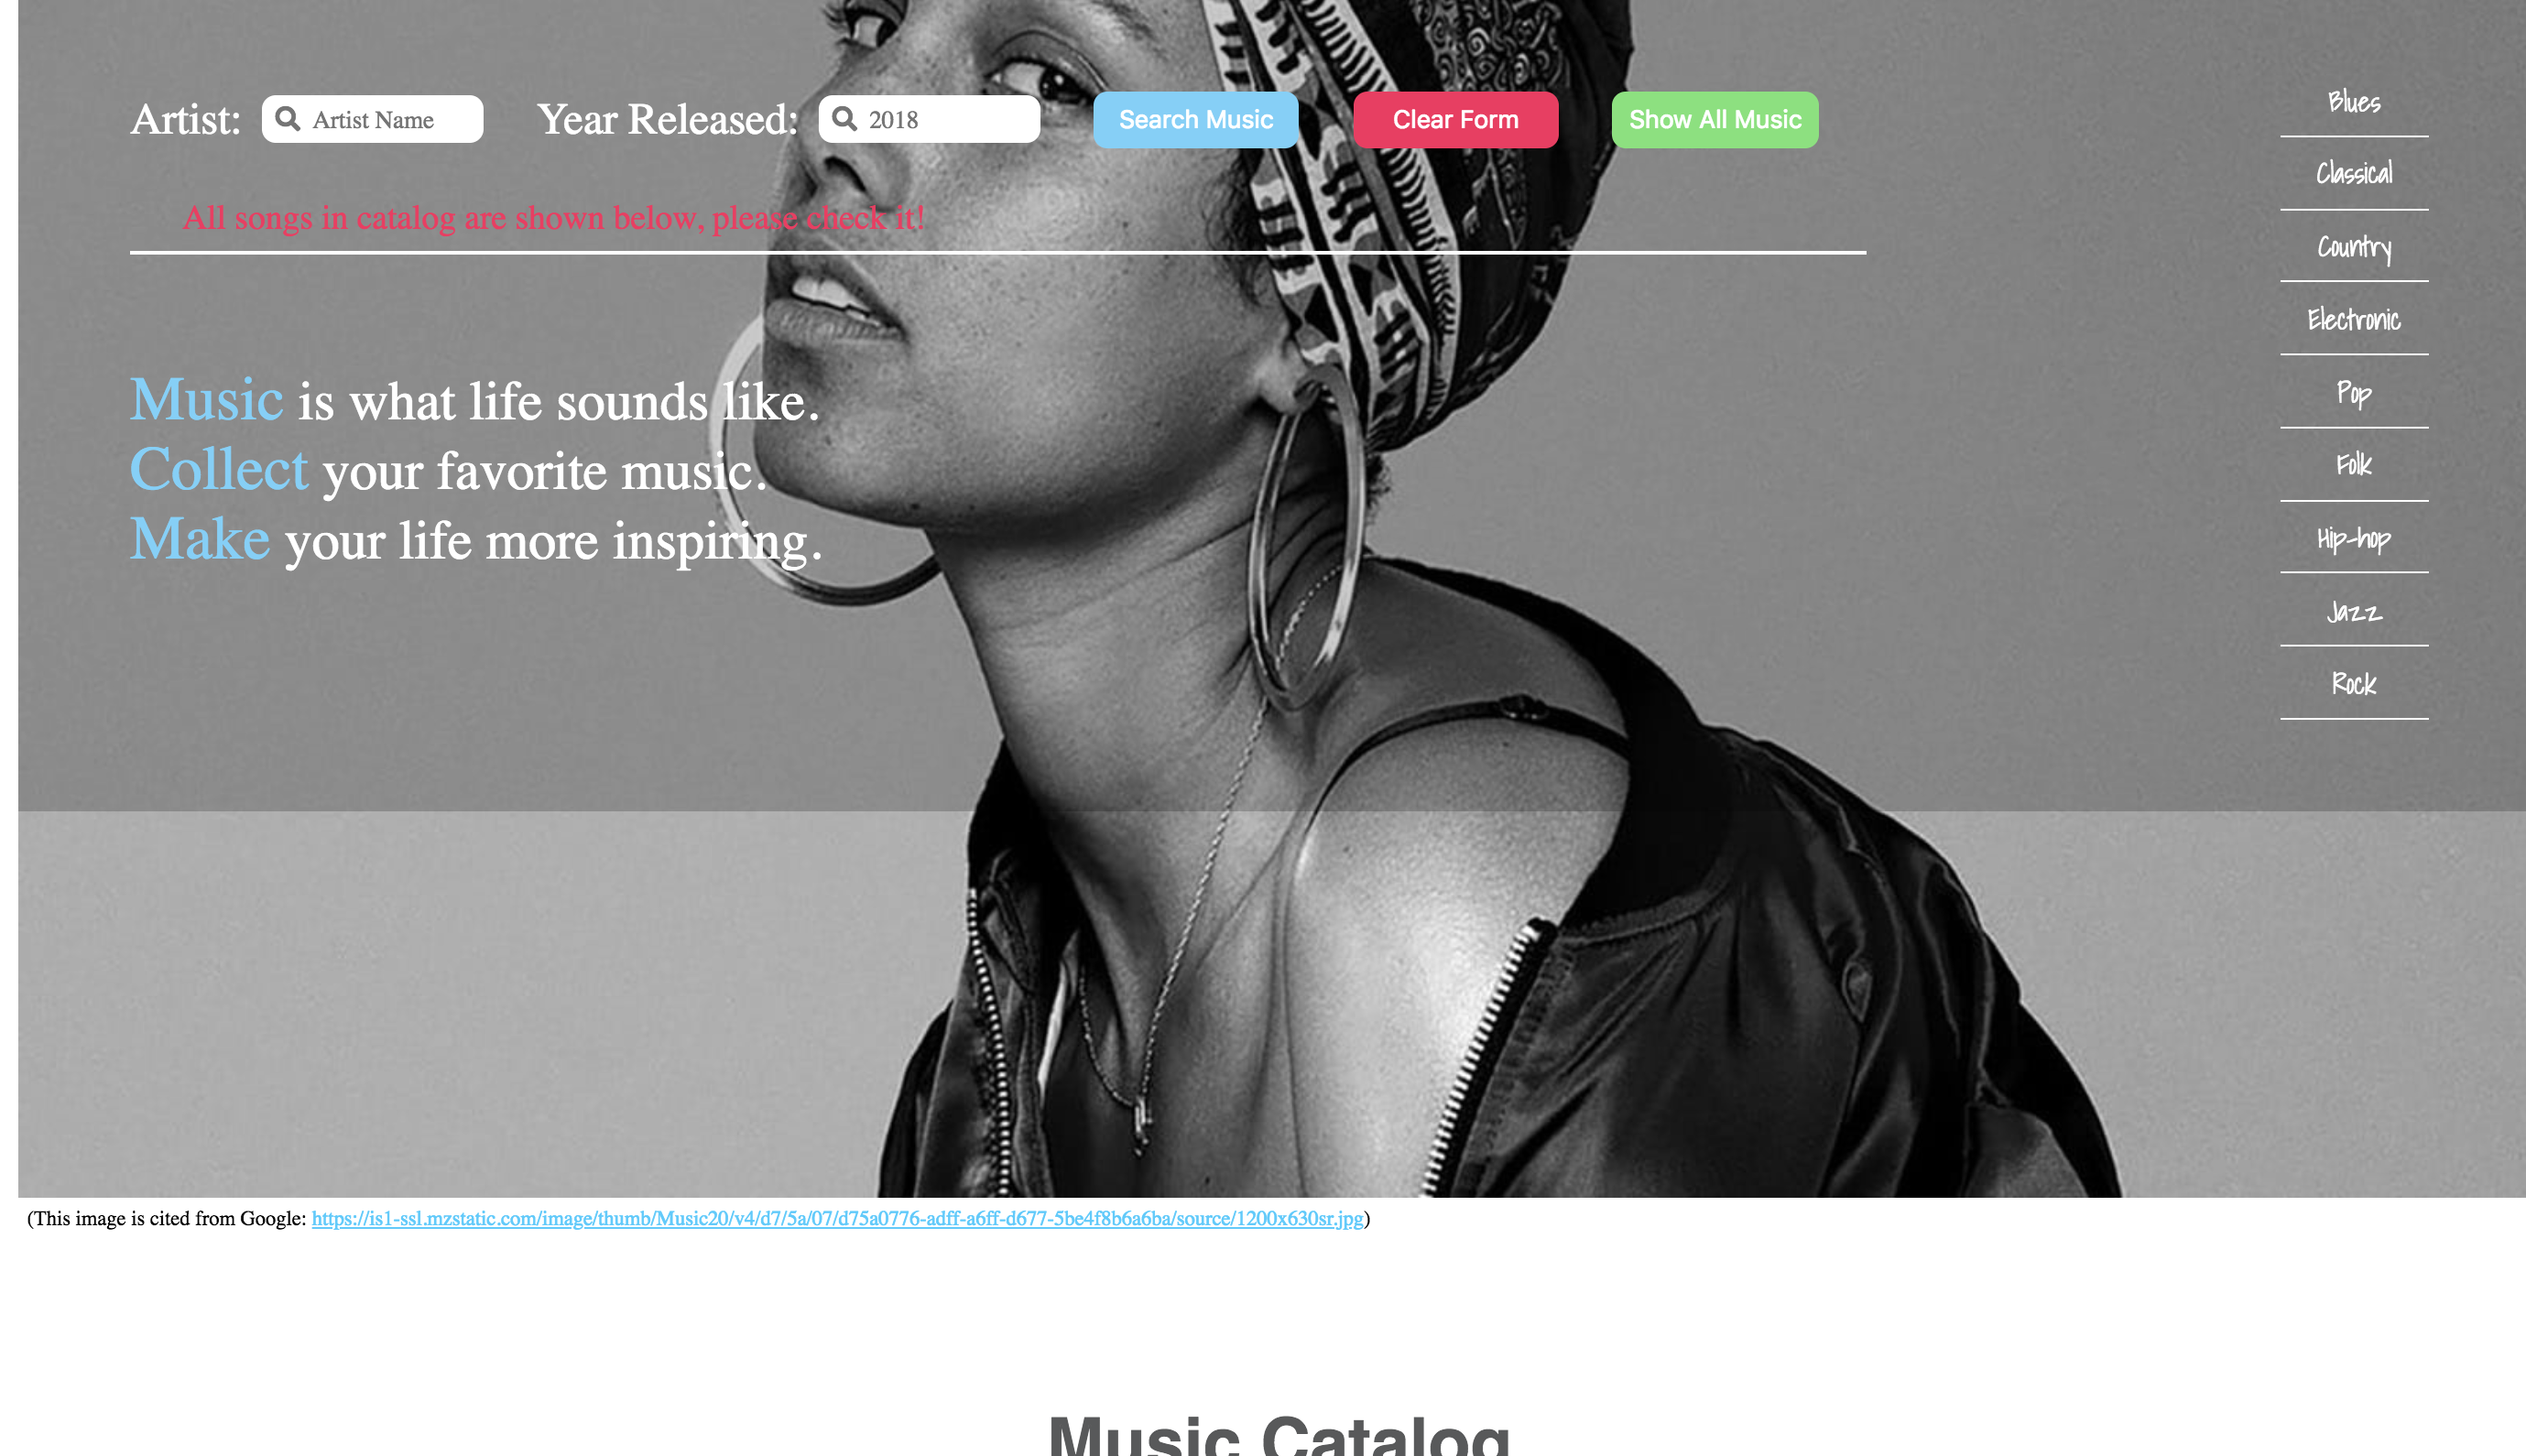 Artist: Artist Name Year Released: 2018 Search Music Clear Form Show All Music
All songs in catalog are shown below, please check it!
Music is what life sounds like.
Collect your favorite music.
Make your life more inspiring.
Blues
Classical
Country
Electronic
Pop
Folk
Hip-hop
Jazz
Rock
(This image is cited from Google: https://is1-ssl.mzstatic.com/image/thumb/Music20/v4/d7/5a/07/d75a0776-adff-a6ff-d677-5be4f8b6a6ba/source/1200x630sr.jpg)
Music Catalog